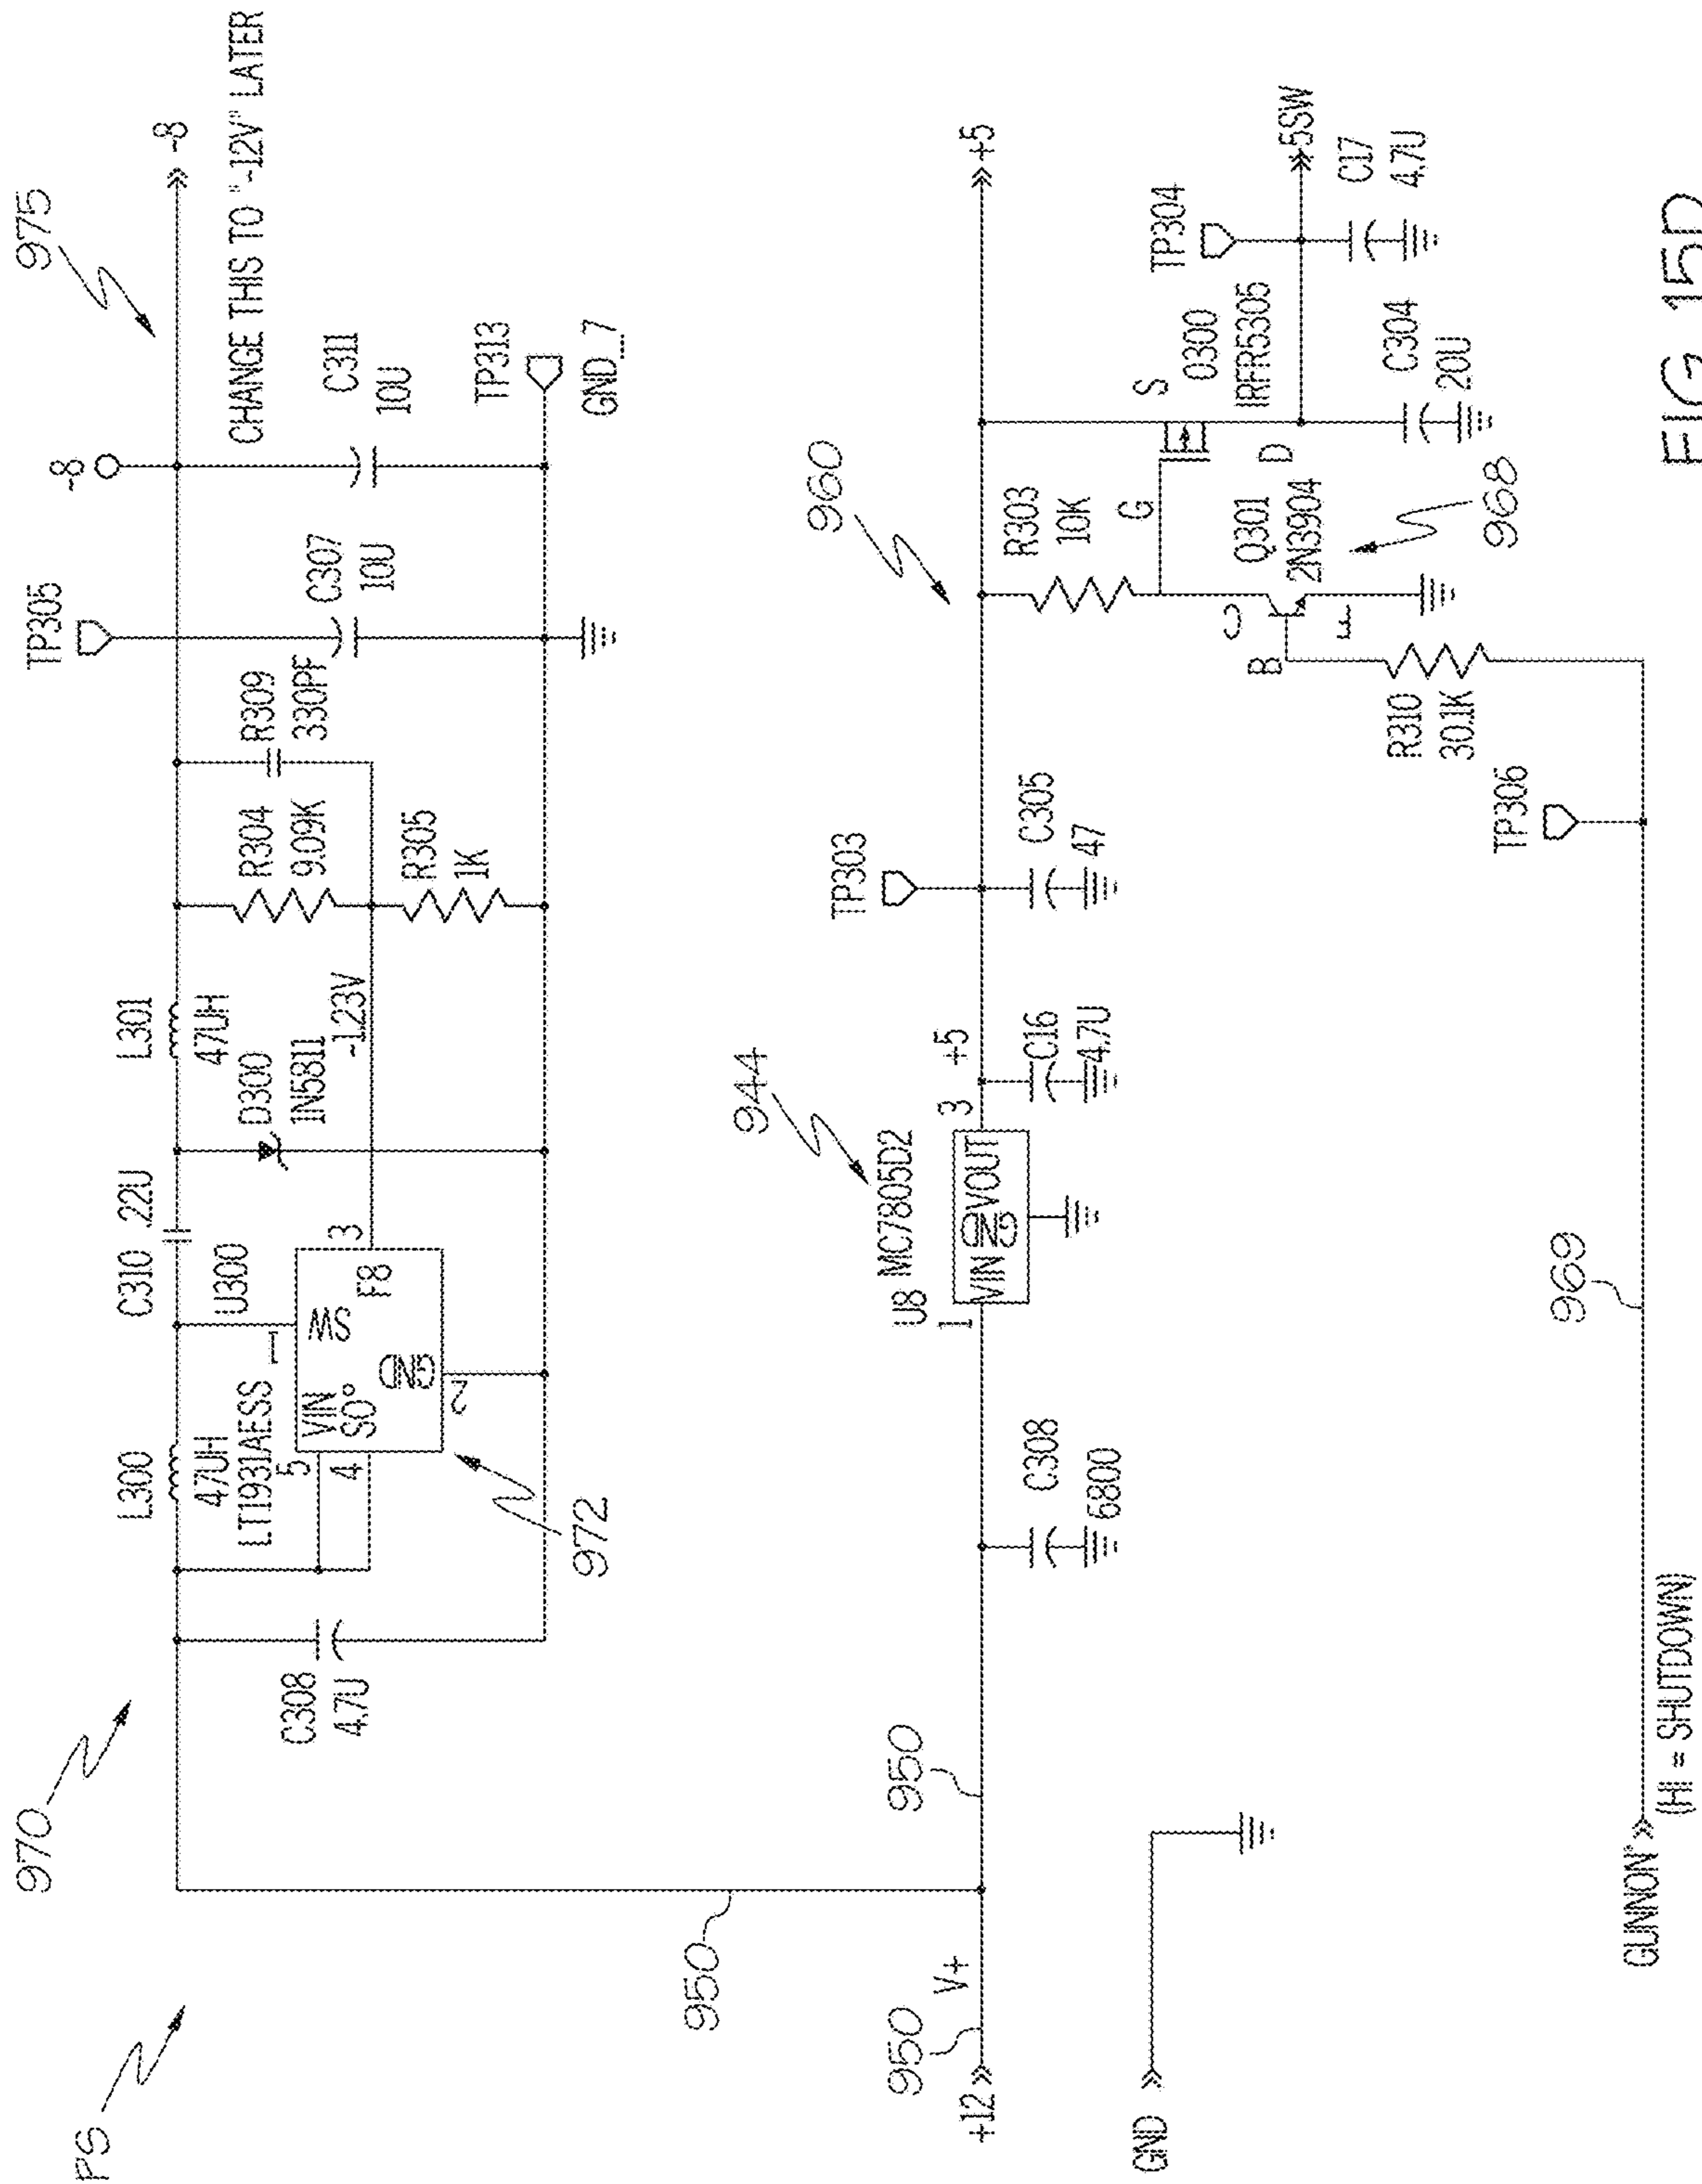 PS
970
975
-8
TP305
-8
CHANGE THIS TO "-12V" LATER
L300
47UH
LT1931AESS
C310 .22U
U300
D300
1N5811
L301
47UH
R304
9.09K
R309
330PF
C307
10U
C311
10U
C308
4.7U
5
4
VIN
SO°
1
SW
3
F8
GND
2
-1.23V
R305
1K
TP313
GND_7
972
950
950
950
+12
V+
944
960
U8 MC7805D2
1
VIN
GND
VOUT
3
+5
TP303
+5
C308
6800
C16
4.7U
C305
47
R303
10K
G
S
O300
IRFR5305
D
TP304
-5SW
C17
4.7U
C304
20U
Q301
2N3904
C
B
E
968
R310
30.1K
TP306
GND
969
GUNNON*
(HI = SHUTDOWN)
FIG. 15D